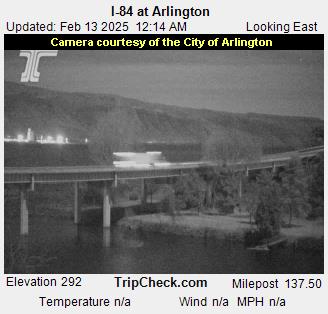 I-84 at Arlington
Updated: Feb 13 2025 12:14 AM Looking East
Camera courtesy of the City of Arlington
Elevation 292 TripCheck.com Milepost 137.50
Temperature n/a Wind n/a MPH n/a